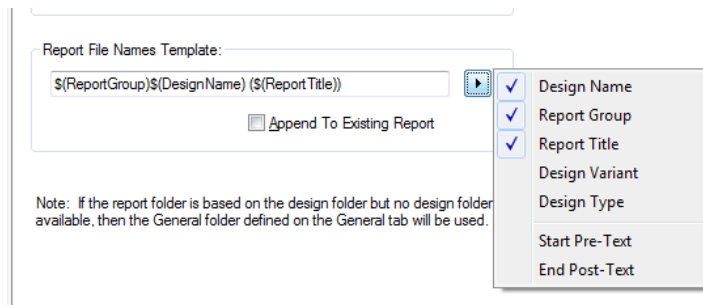 Report File Names Template:
$(ReportGroup)$(DesignName) ($(ReportTitle))
Append To Existing Report
Note: If the report folder is based on the design folder but no design folder
available, then the General folder defined on the General tab will be used.
Design Name
Report Group
Report Title
Design Variant
Design Type
Start Pre-Text
End Post-Text